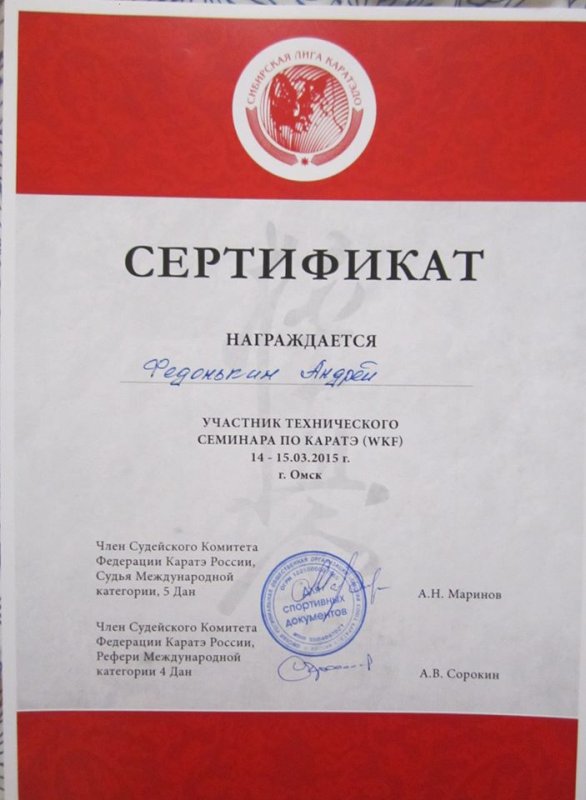 СИБИРСКАЯ ЛИГА КАРАТЭДО
СЕРТИФИКАТ
НАГРАЖДАЕТСЯ
Федонькин Андрей
УЧАСТНИК ТЕХНИЧЕСКОГО
СЕМИНАРА ПО КАРАТЭ (WKF)
14 - 15.03.2015 г.
г. Омск
Член Судейского Комитета
Федерации Каратэ России,
Судья Международной
категории, 5 Дан
А.Н. Маринов
Для
спортивных
документов
Член Судейского Комитета
Федерации Каратэ России,
Рефери Международной
категории 4 Дан
А.В. Сорокин